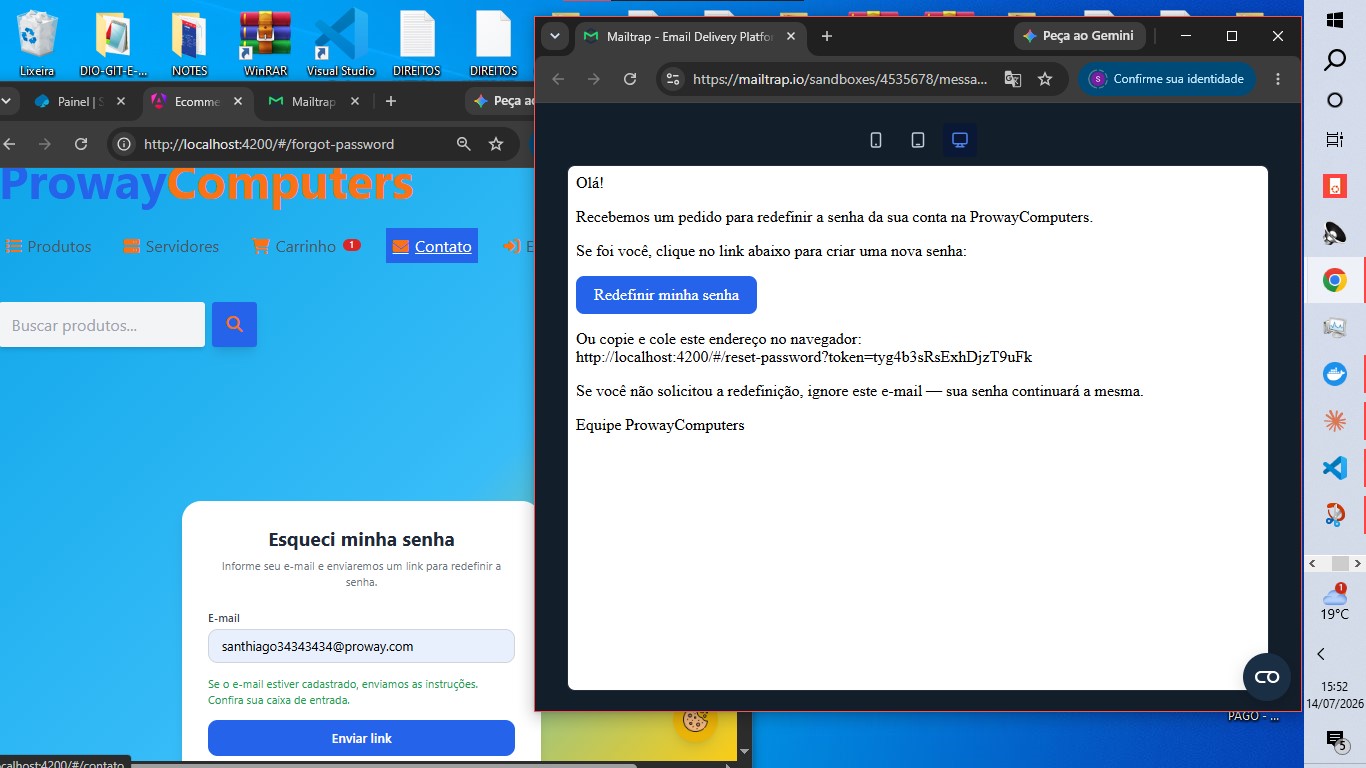 Lixeira
DIO-GIT-E-...
NOTES
WinRAR
Visual Studio
DIREITOS
DIREITOS
Painel | S
Ecomme
Mailtrap
Peça ao
http://localhost:4200/#/forgot-password
ProwayComputers
Produtos
Servidores
Carrinho 1
Contato
E
Buscar produtos...
Esqueci minha senha
Informe seu e-mail e enviaremos um link para redefinir a
senha.
E-mail
santhiago34343434@proway.com
Se o e-mail estiver cadastrado, enviamos as instruções.
Confira sua caixa de entrada.
Enviar link
calhost:4200/#/contato
Mailtrap - Email Delivery Platfo
Peça ao Gemini
https://mailtrap.io/sandboxes/4535678/messa...
S Confirme sua identidade
Olá!
Recebemos um pedido para redefinir a senha da sua conta na ProwayComputers.
Se foi você, clique no link abaixo para criar uma nova senha:
Redefinir minha senha
Ou copie e cole este endereço no navegador:
http://localhost:4200/#/reset-password?token=tyg4b3sRsExhDjzT9uFk
Se você não solicitou a redefinição, ignore este e-mail — sua senha continuará a mesma.
Equipe ProwayComputers
PAGO - ...
1
19°C
15:52
14/07/2026
5